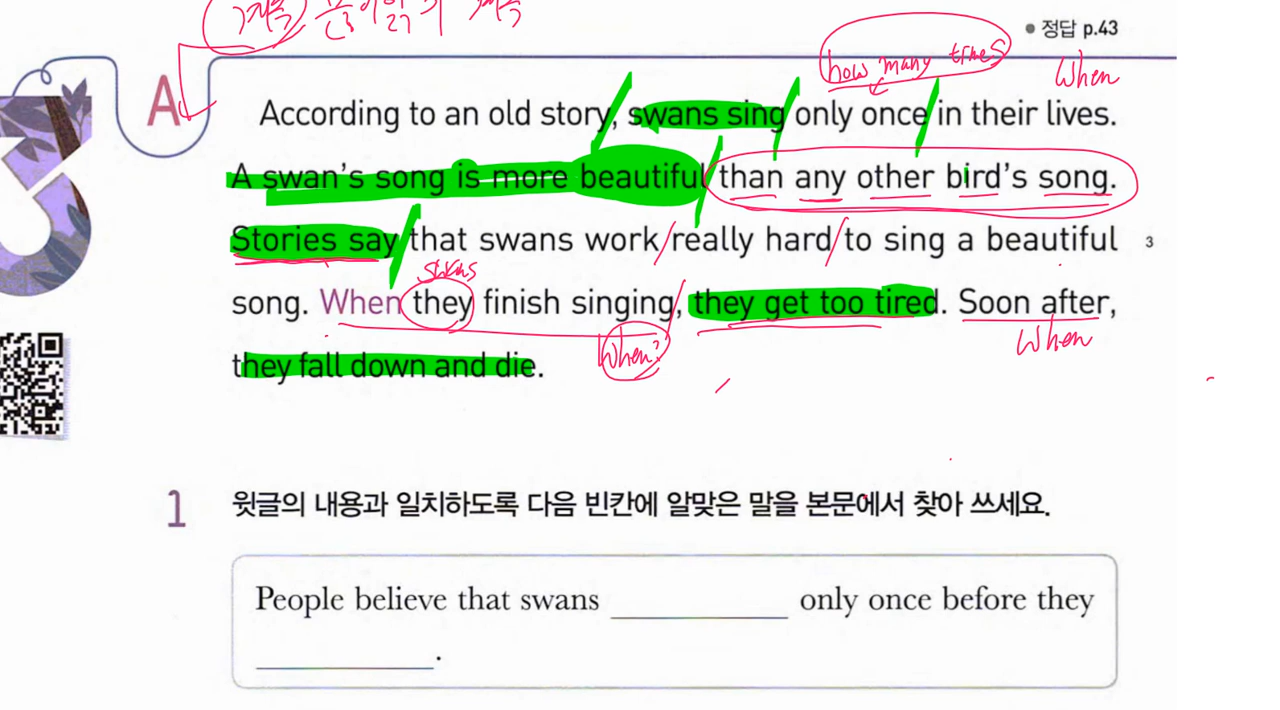 정답 p.43
how many times
When
A
According to an old story, swans sing only once in their lives.
A swan's song is more beautiful than any other bird's song.
Stories say that swans work really hard to sing a beautiful 3
swans
song. When they finish singing, they get too tired. Soon after,
When?
When
they fall down and die.
1 윗글의 내용과 일치하도록 다음 빈칸에 알맞은 말을 본문에서 찾아 쓰세요.
People believe that swans __________ only once before they
__________.